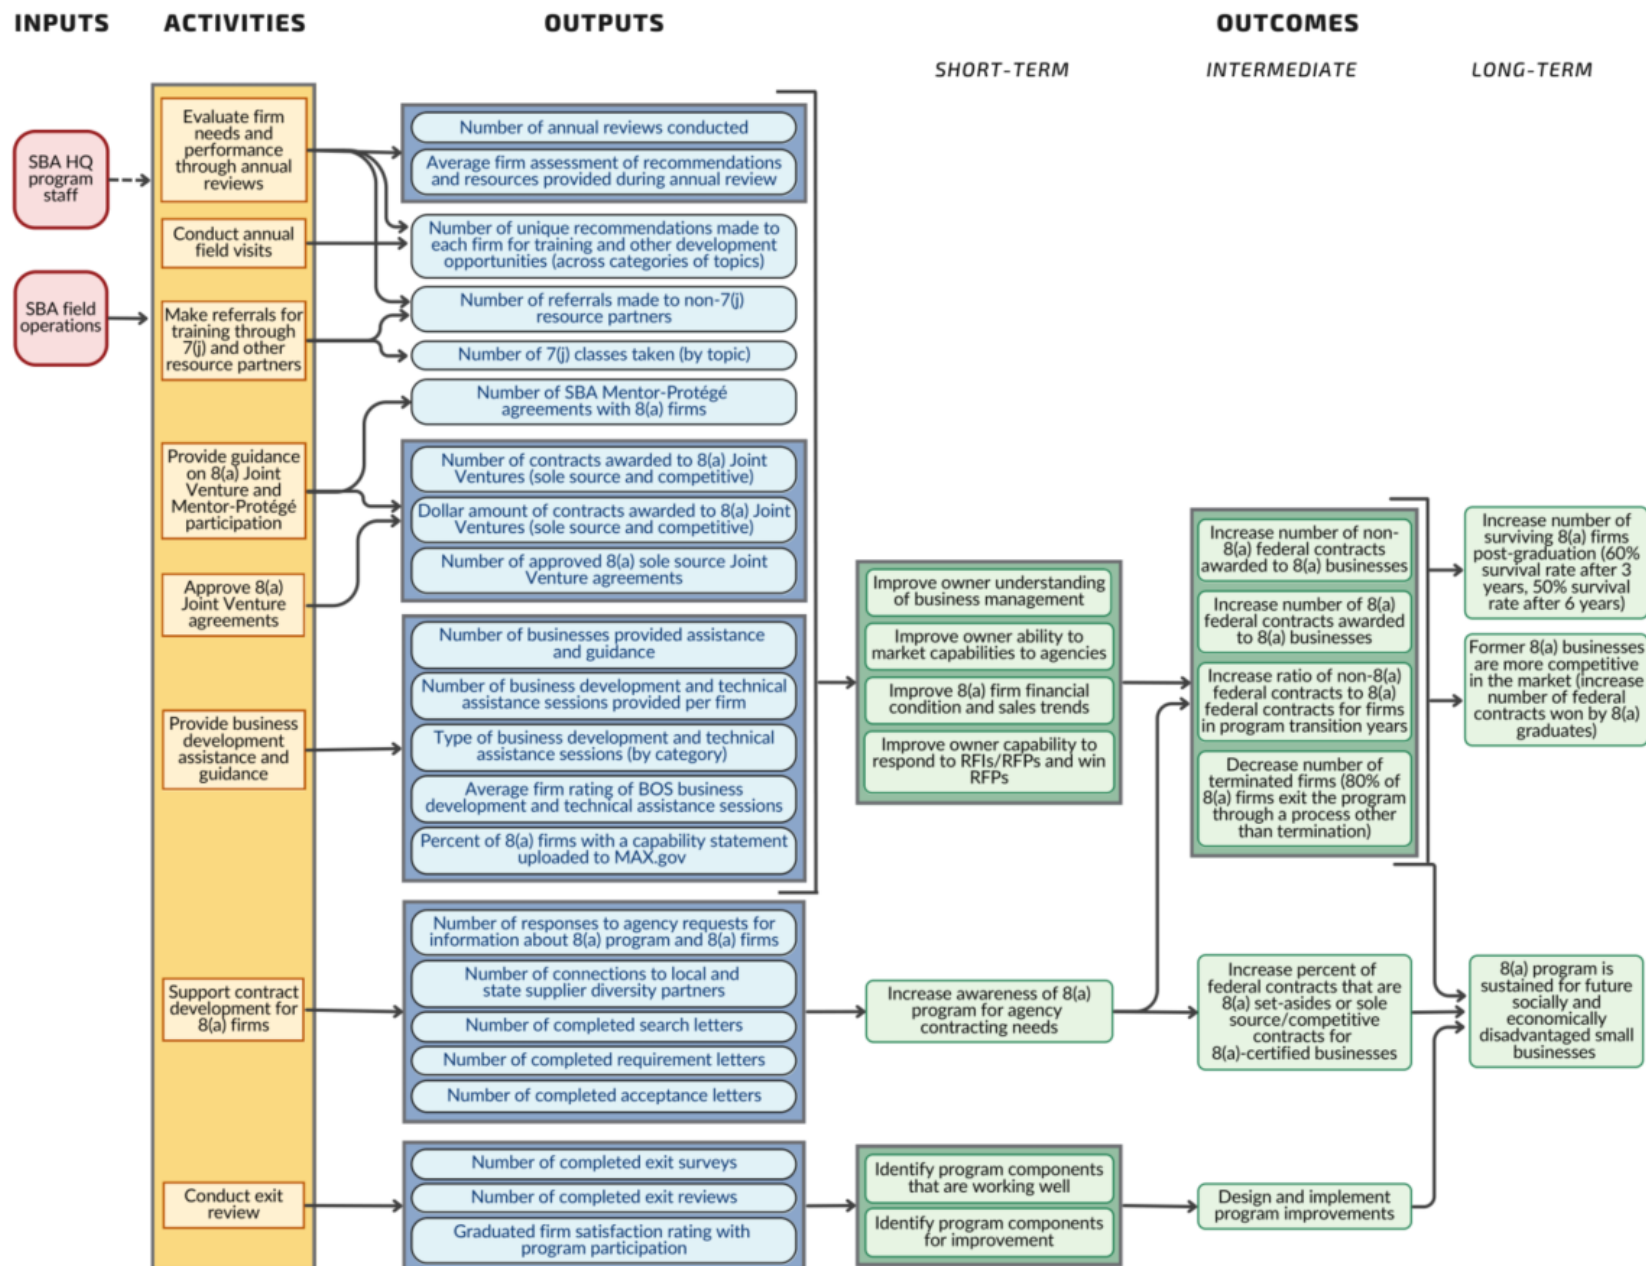 INPUTS
ACTIVITIES
OUTPUTS
OUTCOMES
SHORT-TERM
INTERMEDIATE
LONG-TERM
SBA HQ
program
staff
SBA field
operations
Evaluate firm
needs and
performance
through annual
reviews
Conduct annual
field visits
Make referrals for
training through
7(j) and other
resource partners
Provide guidance
on 8(a) Joint
Venture and
Mentor-Protégé
participation
Approve 8(a)
Joint Venture
agreements
Provide business
development
assistance and
guidance
Support contract
development for
8(a) firms
Conduct exit
review
Number of annual reviews conducted
Average firm assessment of recommendations
and resources provided during annual review
Number of unique recommendations made to
each firm for training and other development
opportunities (across categories of topics)
Number of referrals made to non-7(j)
resource partners
Number of 7(j) classes taken (by topic)
Number of SBA Mentor-Protégé
agreements with 8(a) firms
Number of contracts awarded to 8(a) Joint
Ventures (sole source and competitive)
Dollar amount of contracts awarded to 8(a) Joint
Ventures (sole source and competitive)
Number of approved 8(a) sole source Joint
Venture agreements
Number of businesses provided assistance
and guidance
Number of business development and technical
assistance sessions provided per firm
Type of business development and technical
assistance sessions (by category)
Average firm rating of BOS business
development and technical assistance sessions
Percent of 8(a) firms with a capability statement
uploaded to MAX.gov
Number of responses to agency requests for
information about 8(a) program and 8(a) firms
Number of connections to local and
state supplier diversity partners
Number of completed search letters
Number of completed requirement letters
Number of completed acceptance letters
Number of completed exit surveys
Number of completed exit reviews
Graduated firm satisfaction rating with
program participation
Improve owner understanding
of business management
Improve owner ability to
market capabilities to agencies
Improve 8(a) firm financial
condition and sales trends
Improve owner capability to
respond to RFIs/RFPs and win
RFPs
Increase awareness of 8(a)
program for agency
contracting needs
Identify program components
that are working well
Identify program components
for improvement
Increase number of non-
8(a) federal contracts
awarded to 8(a) businesses
Increase number of 8(a)
federal contracts awarded
to 8(a) businesses
Increase ratio of non-8(a)
federal contracts to 8(a)
federal contracts for firms
in program transition years
Decrease number of
terminated firms (80% of
8(a) firms exit the program
through a process other
than termination)
Increase percent of
federal contracts that are
8(a) set-asides or sole
source/competitive
contracts for
8(a)-certified businesses
Design and implement
program improvements
Increase number of
surviving 8(a) firms
post-graduation (60%
survival rate after 3
years, 50% survival
rate after 6 years)
Former 8(a) businesses
are more competitive
in the market (increase
number of federal
contracts won by 8(a)
graduates)
8(a) program is
sustained for future
socially and
economically
disadvantaged small
businesses